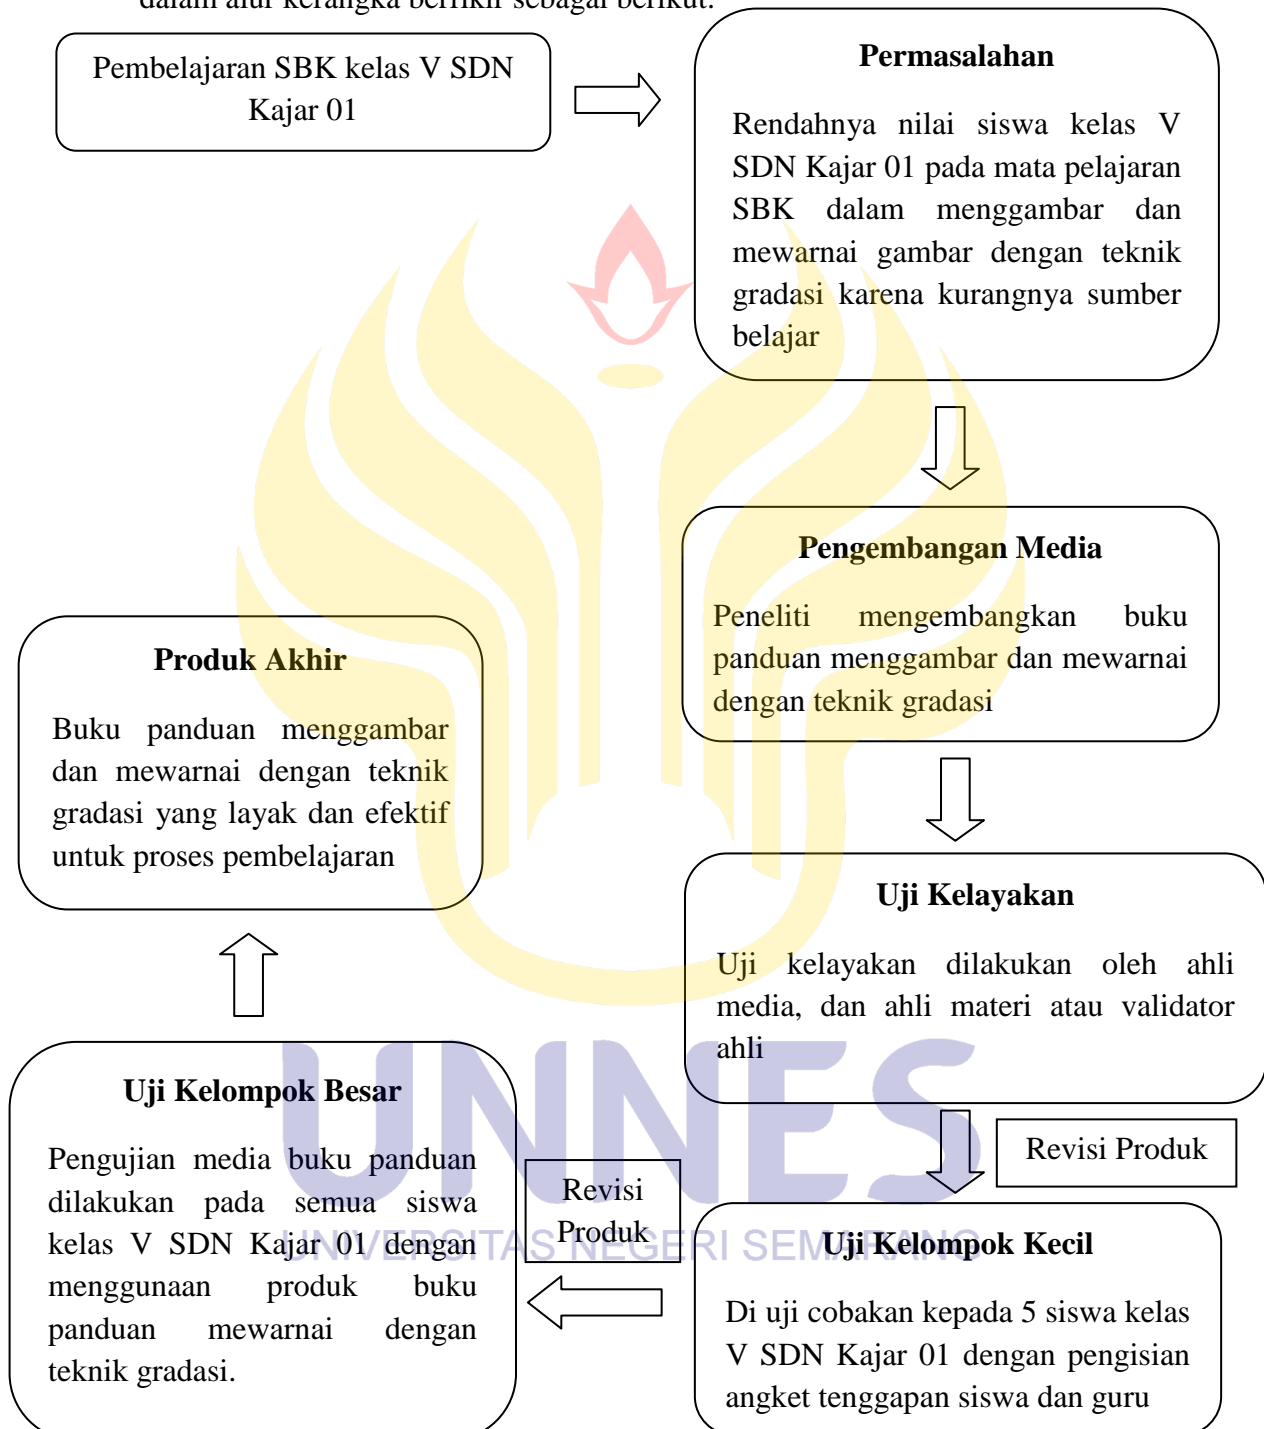 dalam alur kerangka berfikir sebagai berikut:
Pembelajaran SBK kelas V SDN
Kajar 01
Permasalahan
Rendahnya nilai siswa kelas V
SDN Kajar 01 pada mata pelajaran
SBK dalam menggambar dan
mewarnai gambar dengan teknik
gradasi karena kurangnya sumber
belajar
Pengembangan Media
Peneliti mengembangkan buku
panduan menggambar dan mewarnai
dengan teknik gradasi
Uji Kelayakan
Uji kelayakan dilakukan oleh ahli
media, dan ahli materi atau validator
ahli
Revisi Produk
Uji Kelompok Kecil
Di uji cobakan kepada 5 siswa kelas
V SDN Kajar 01 dengan pengisian
angket tenggapan siswa dan guru
Revisi
Produk
Uji Kelompok Besar
Pengujian media buku panduan
dilakukan pada semua siswa
kelas V SDN Kajar 01 dengan
menggunaan produk buku
panduan mewarnai dengan
teknik gradasi.
Produk Akhir
Buku panduan menggambar
dan mewarnai dengan teknik
gradasi yang layak dan efektif
untuk proses pembelajaran
UNNES
UNIVERSITAS NEGERI SEMARANG